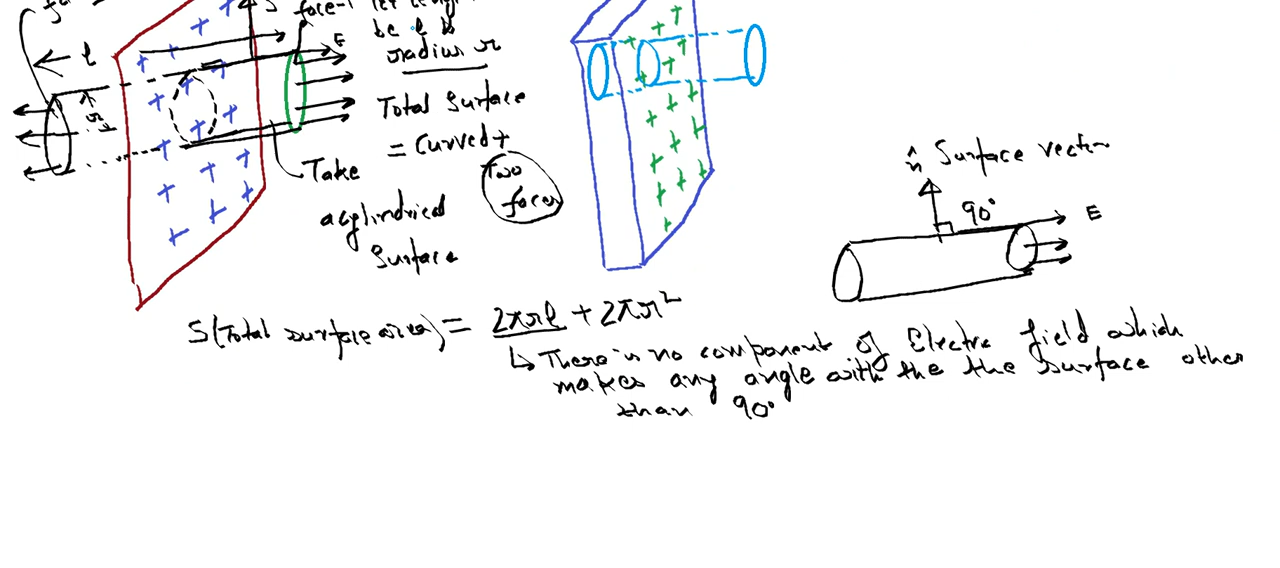 face-1
be l &
radius r
l
E
Total Surface
= Curved +
Two
faces
Take
a cylindrical
Surface
n̂ Surface vector
90°
E
S(Total surface area) = 2πrl + 2πr²
↳ There is no component of Electric field which
makes any angle with the the surface other
than 90°